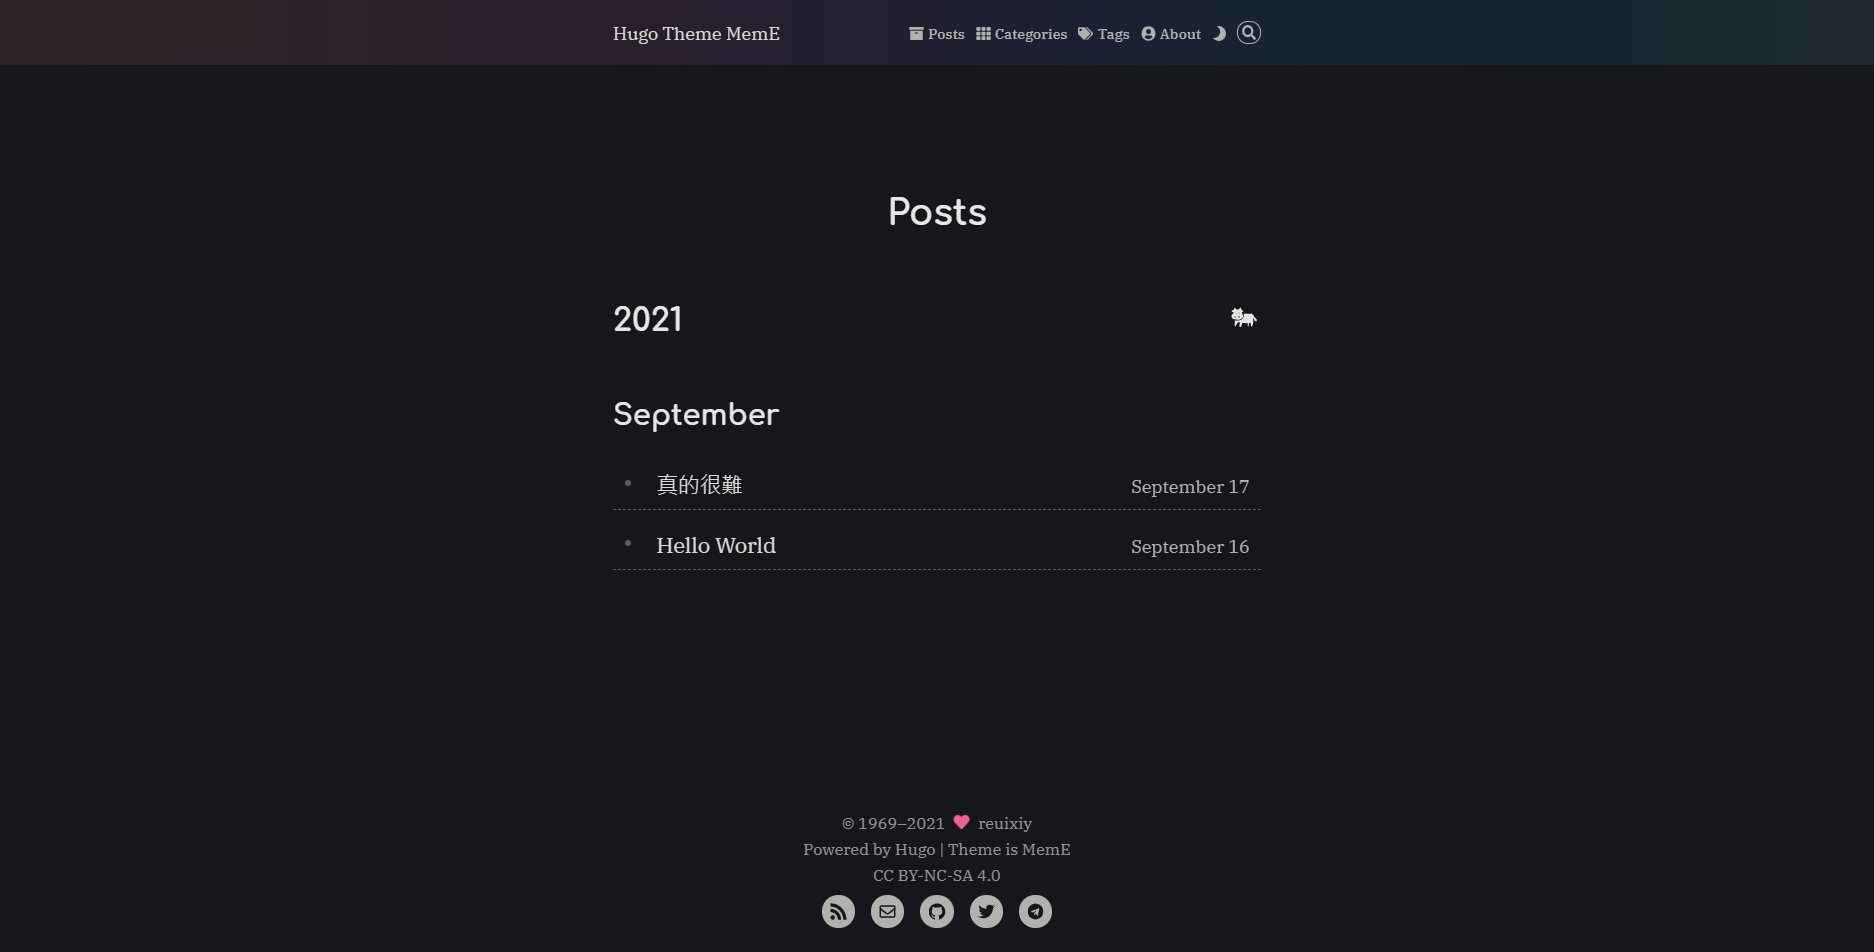 Hugo Theme MemE
Posts Categories Tags About
Posts
2021
September
真的很難 September 17
Hello World September 16
© 1969–2021 reuixiy
Powered by Hugo | Theme is MemE
CC BY-NC-SA 4.0